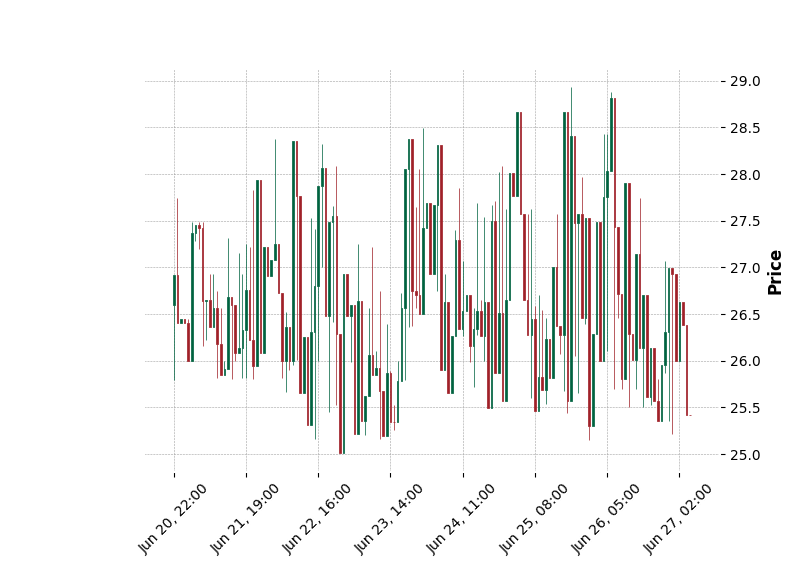 29.0
28.5
28.0
27.5
27.0
26.5
26.0
25.5
25.0
Price
Jun 20, 22:00
Jun 21, 19:00
Jun 22, 16:00
Jun 23, 14:00
Jun 24, 11:00
Jun 25, 08:00
Jun 26, 05:00
Jun 27, 02:00